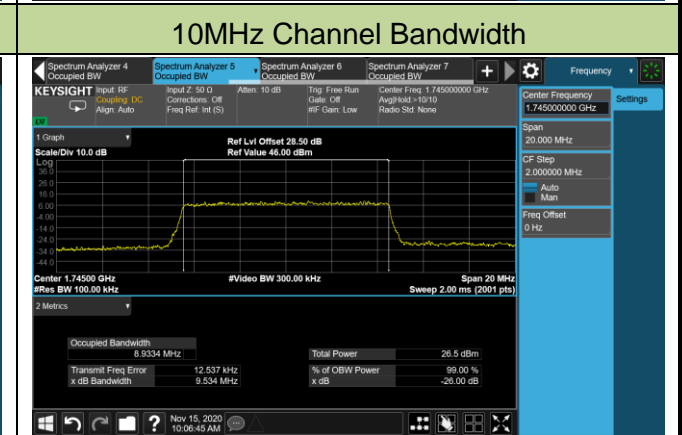 10MHz Channel Bandwidth
Spectrum Analyzer 4
Occupied BW
Spectrum Analyzer 5
Occupied BW
Spectrum Analyzer 6
Occupied BW
Spectrum Analyzer 7
Occupied BW
Frequency
KEYSIGHT
Input: RF
Coupling: DC
Align: Auto
Input Z: 50 Ω
Corrections: Off
Freq Ref: Int (S)
Atten: 10 dB
Trig: Free Run
Gate: Off
#IF Gain: Low
Center Freq: 1.745000000 GHz
Avg|Hold:>10/10
Radio Std: None
LV
Center Frequency
1.745000000 GHz
Settings
Span
20.000 MHz
CF Step
2.000000 MHz
Auto
Man
Freq Offset
0 Hz
1 Graph
Scale/Div 10.0 dB
Ref Lvl Offset 28.50 dB
Ref Value 46.00 dBm
Log
36.0
26.0
16.0
6.00
-4.00
-14.0
-24.0
-34.0
-44.0
Center 1.74500 GHz
#Video BW 300.00 kHz
Span 20 MHz
#Res BW 100.00 kHz
Sweep 2.00 ms (2001 pts)
2 Metrics
Occupied Bandwidth
8.9334 MHz
Total Power
26.5 dBm
Transmit Freq Error
12.537 kHz
% of OBW Power
99.00 %
x dB Bandwidth
9.534 MHz
x dB
-26.00 dB
Nov 15, 2020
10:06:45 AM